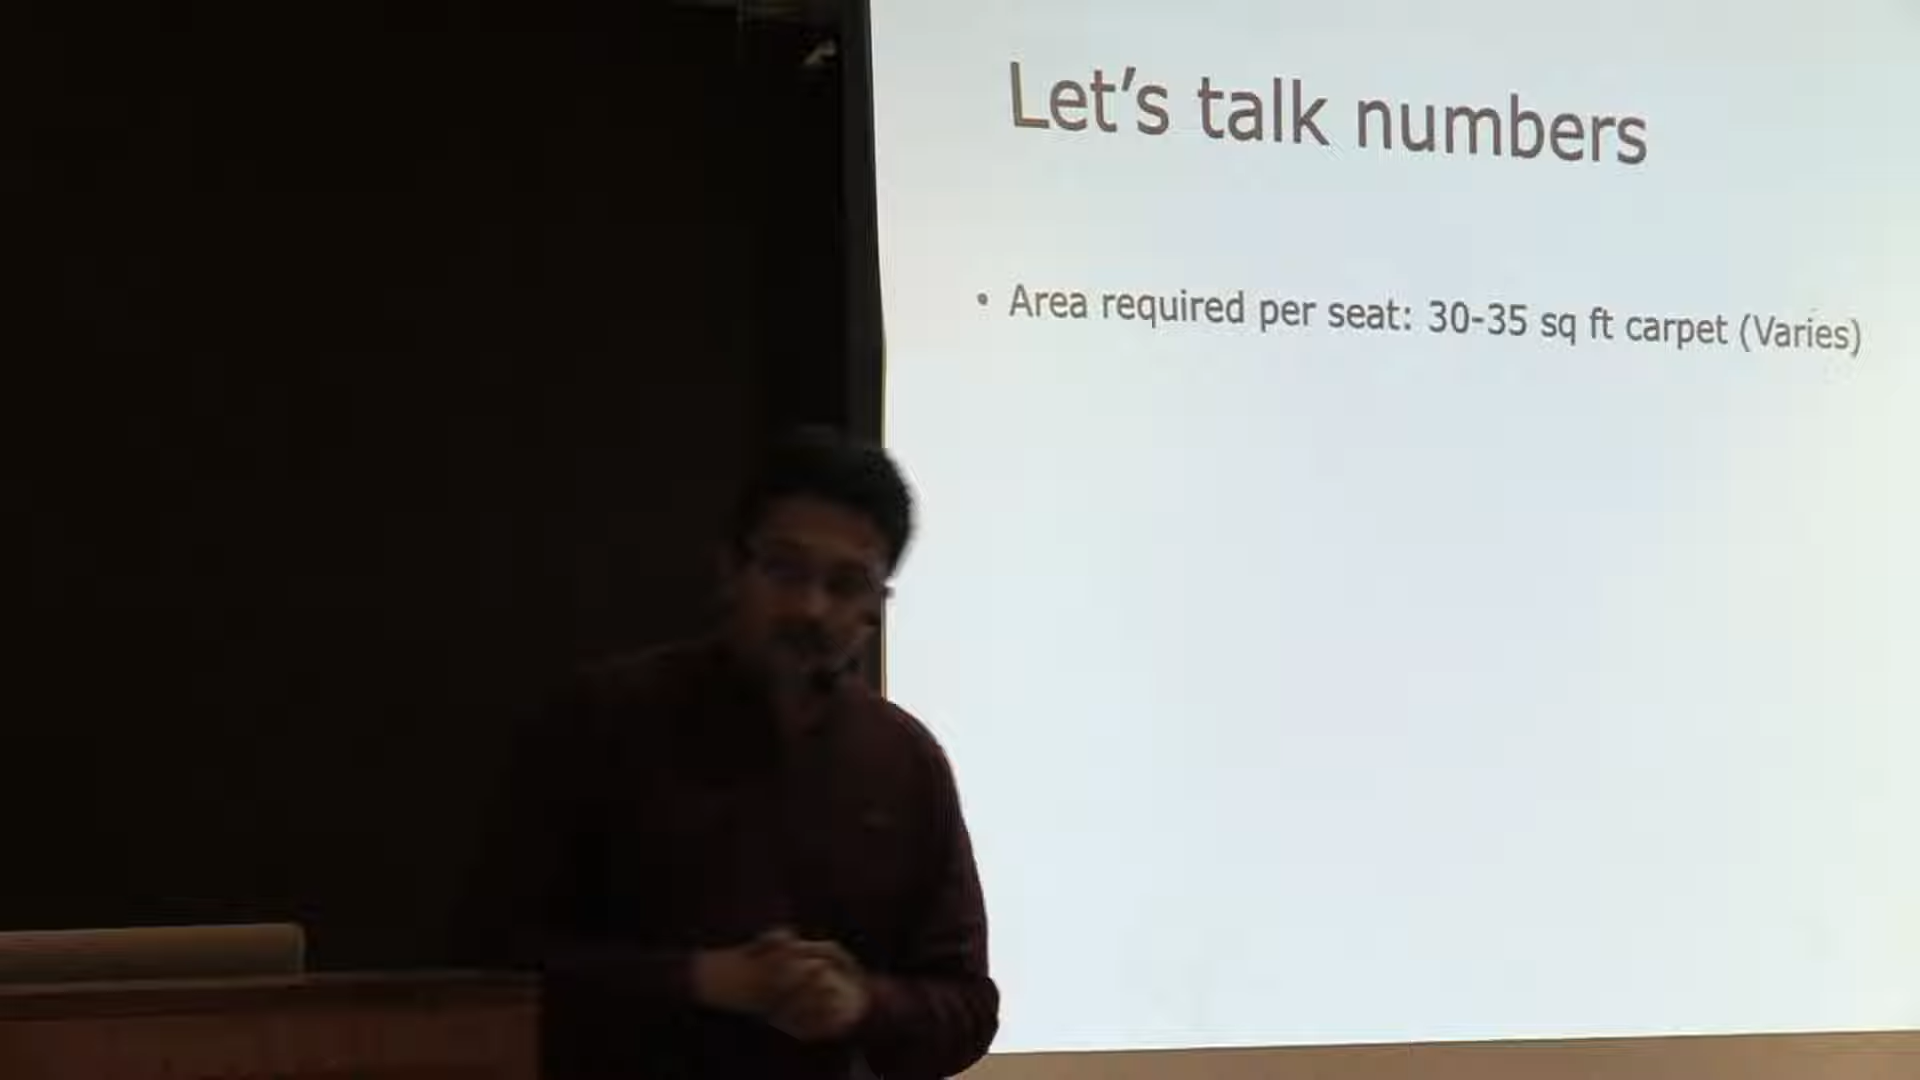 Let's talk numbers
• Area required per seat: 30-35 sq ft carpet (Varies)